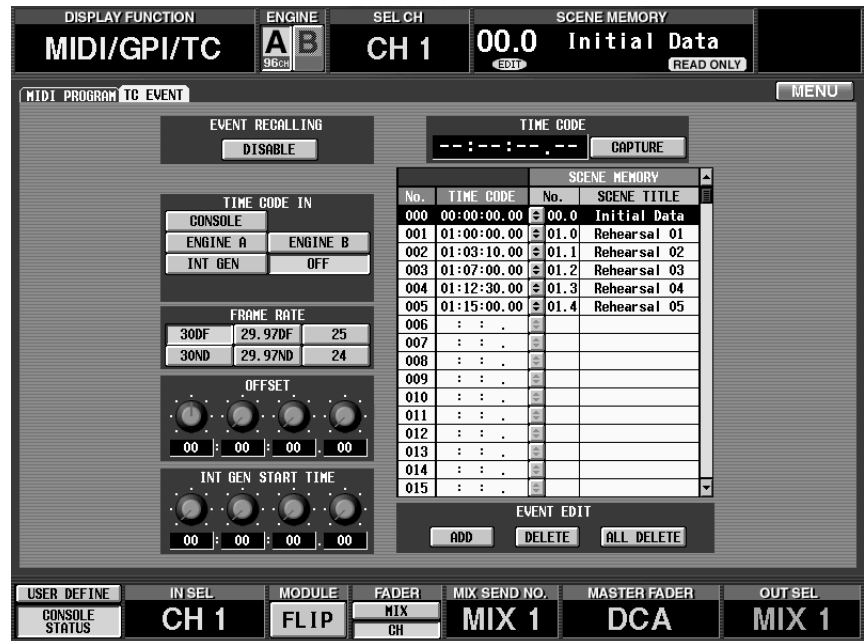 DISPLAY FUNCTION ENGINE SEL CH SCENE MEMORY
MIDI/GPI/TC A B 96CH CH 1 00.0 Initial Data
EDIT READ ONLY
MIDI PROGRAM TC EVENT MENU
EVENT RECALLING
DISABLE
TIME CODE
--:--:--.-- CAPTURE
TIME CODE IN
CONSOLE
ENGINE A ENGINE B
INT GEN OFF
FRAME RATE
30DF 29.97DF 25
30ND 29.97ND 24
OFFSET
00 : 00 : 00 . 00
INT GEN START TIME
00 : 00 : 00 . 00
SCENE MEMORY
No. TIME CODE No. SCENE TITLE
000 00:00:00.00 00.0 Initial Data
001 01:00:00.00 01.0 Rehearsal 01
002 01:03:10.00 01.1 Rehearsal 02
003 01:07:00.00 01.2 Rehearsal 03
004 01:12:30.00 01.3 Rehearsal 04
005 01:15:00.00 01.4 Rehearsal 05
006 : : .
007 : : .
008 : : .
009 : : .
010 : : .
011 : : .
012 : : .
013 : : .
014 : : .
015 : : .
EVENT EDIT
ADD DELETE ALL DELETE
USER DEFINE IN SEL MODULE FADER MIX SEND NO. MASTER FADER OUT SEL
CONSOLE STATUS CH 1 FLIP MIX CH MIX 1 DCA MIX 1